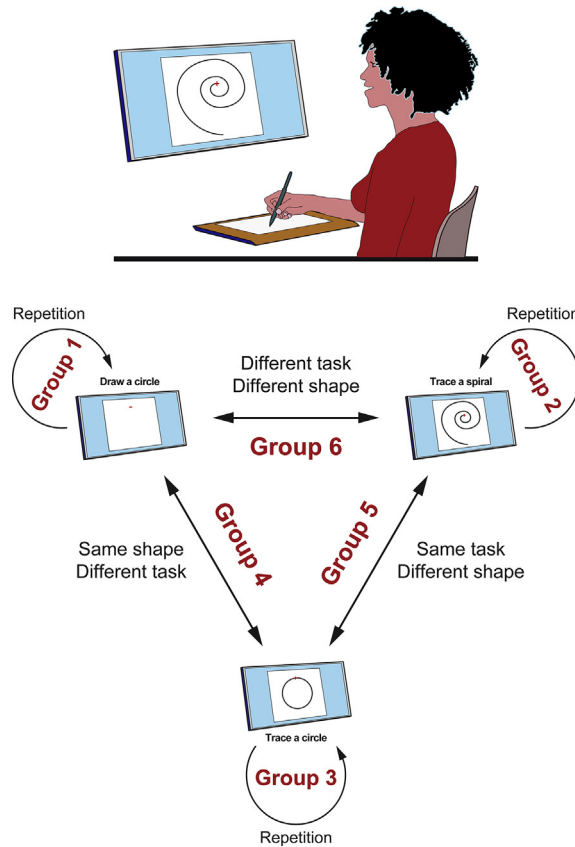 Repetition
Repetition
Group 1
Draw a circle
Different task
Different shape
Group 6
Trace a spiral
Group 2
Same shape
Different task
Group 4
Group 5
Same task
Different shape
Trace a circle
Group 3
Repetition